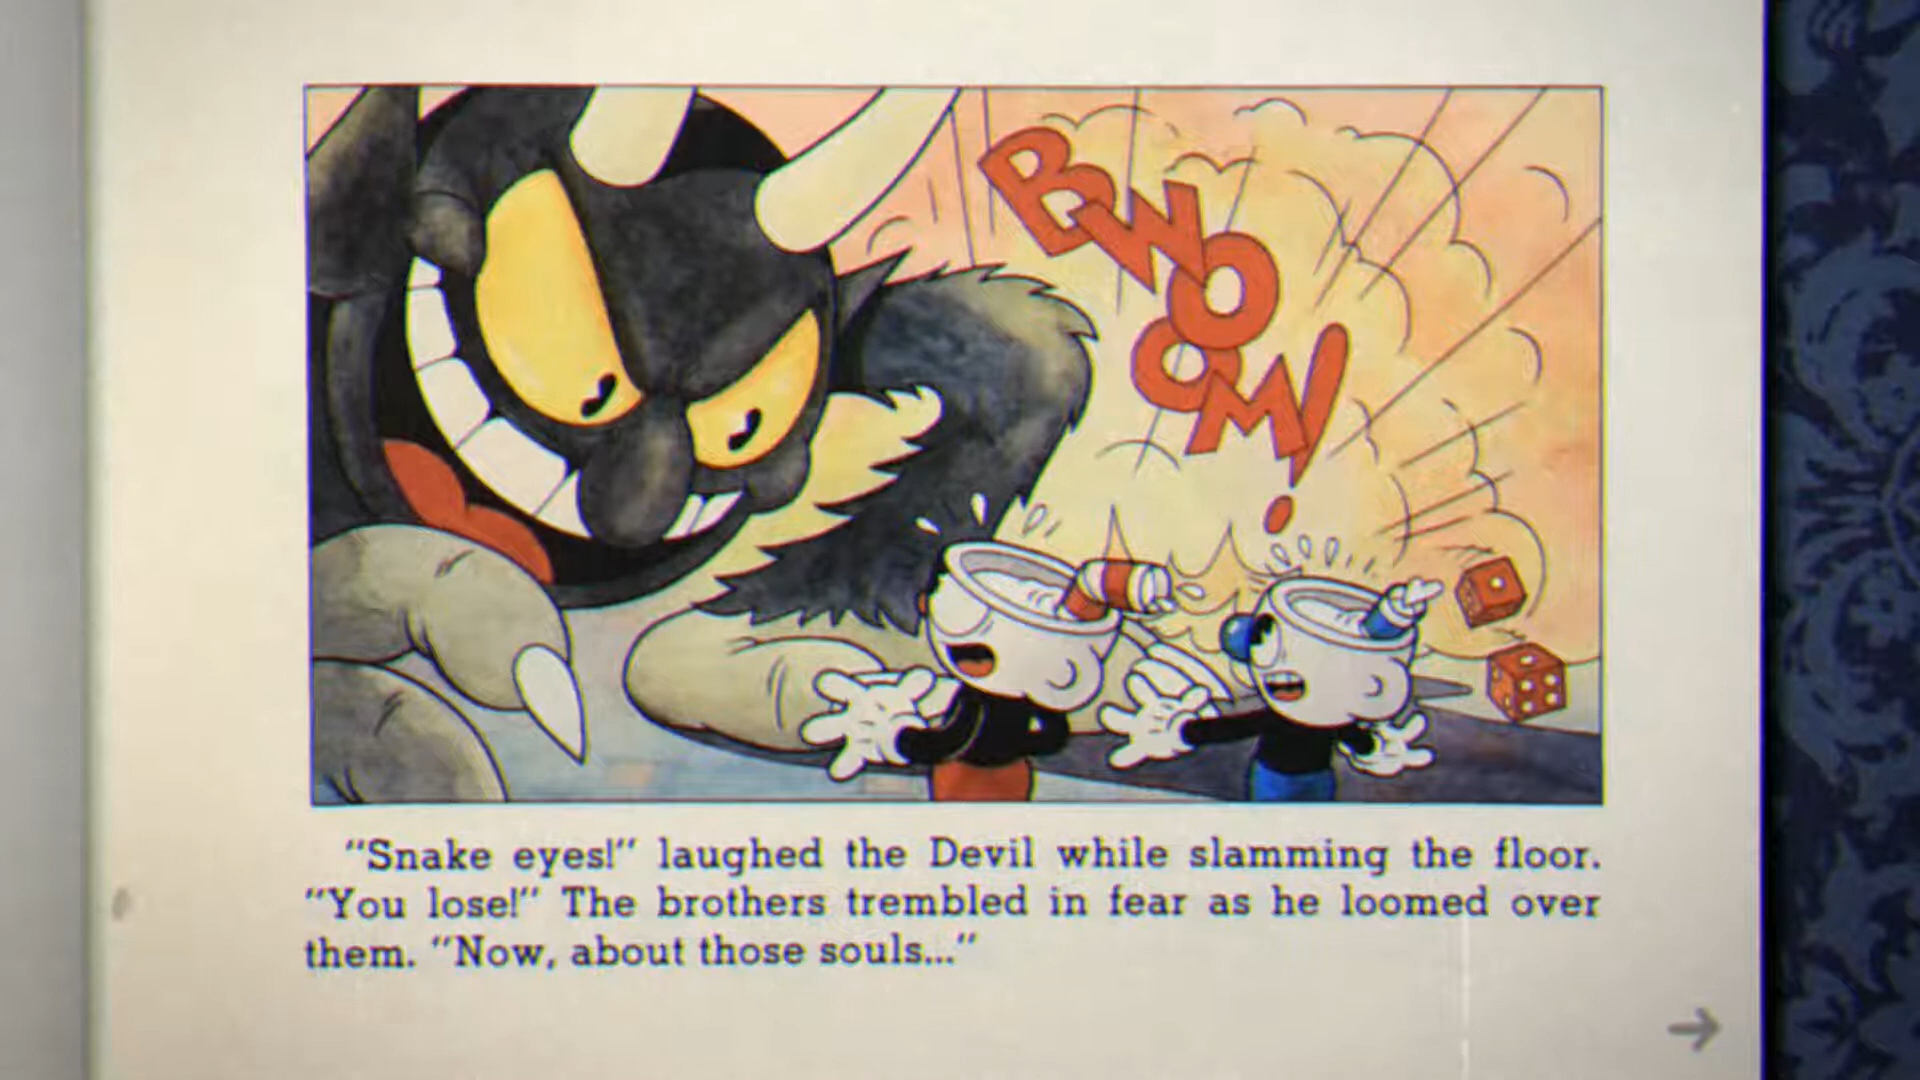 BWOOM!
“Snake eyes!” laughed the Devil while slamming the floor.
“You lose!” The brothers trembled in fear as he loomed over
them. “Now, about those souls...”